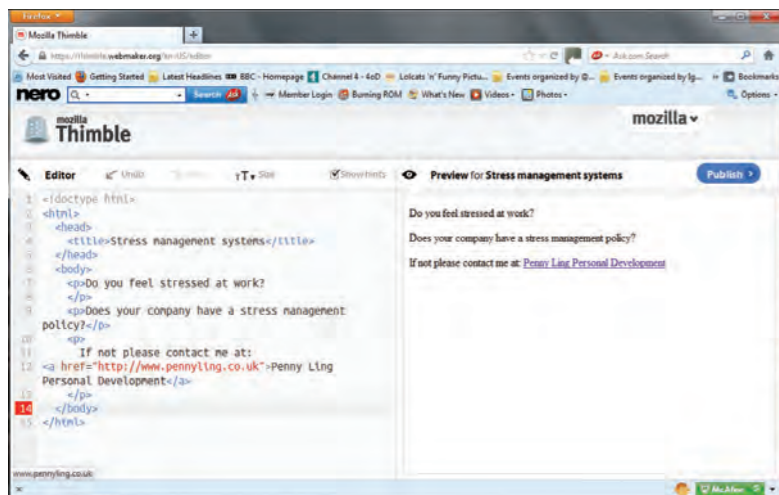 Firefox
Mozilla Thimble
https://thimble.webmaker.org/en-US/editor
Ask.com Search
Most Visited Getting Started Latest Headlines BBC - Homepage Channel 4 - 4oD Lolcats 'n' Funny Pictu... Events organized by G... Events organized by Ig... Bookmarks
nero Search Member Login Burning ROM What's New Videos Photos Options
mozilla
Thimble
mozilla
Editor Undo Size Show hints Preview for Stress management systems Publish
1 <!doctype html>
2 <html>
3 <head>
4 <title>Stress management systems</title>
5 </head>
6 <body>
7 <p>Do you feel stressed at work?
8 </p>
9 <p>Does your company have a stress management
policy?</p>
10 <p>
11 If not please contact me at:
12 <a href="http://www.pennyling.co.uk">Penny Ling
Personal Development</a>
13 </p>
14 </body>
15 </html>
Do you feel stressed at work?
Does your company have a stress management policy?
If not please contact me at: Penny Ling Personal Development
www.pennyling.co.uk
McAfee